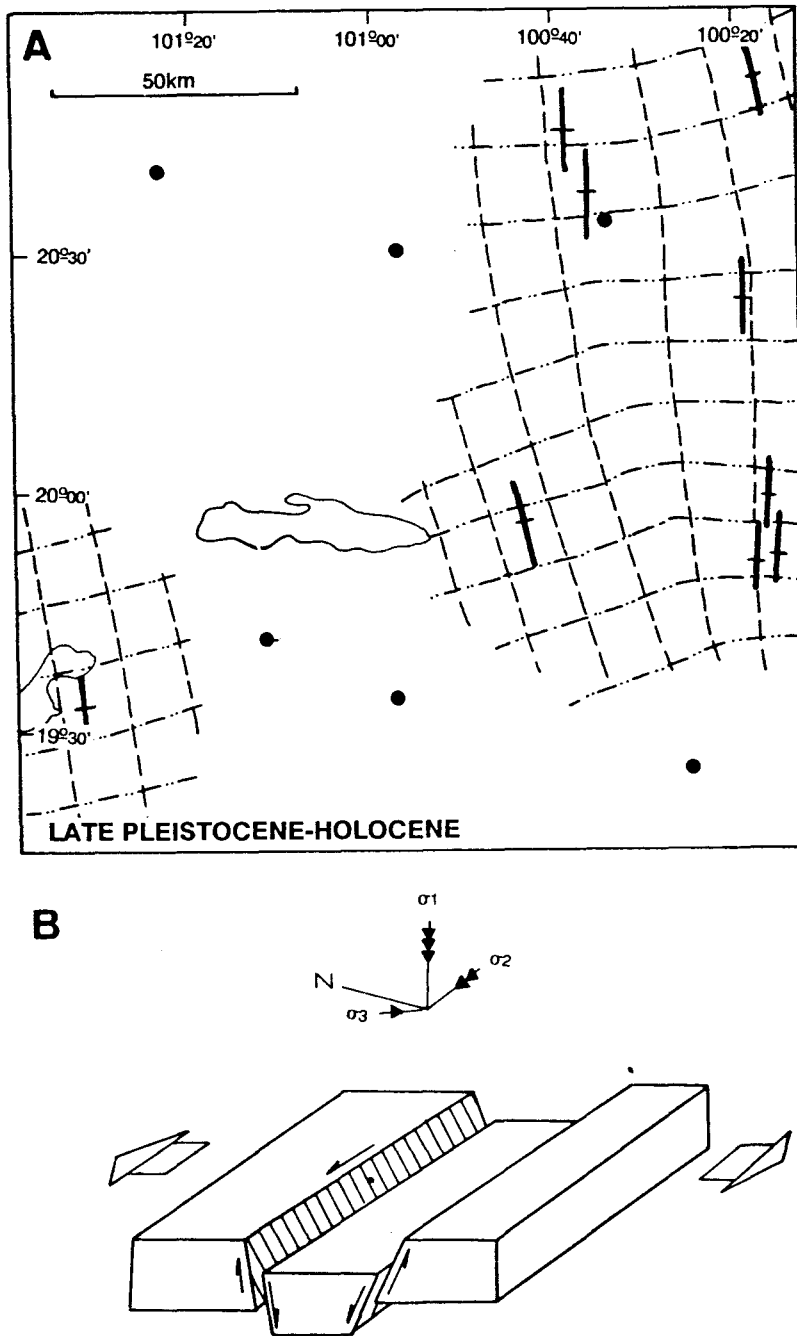 A
101º20'
101º00'
100º40'
100º20'
50km
20º30'
20º00'
19º30'
LATE PLEISTOCENE-HOLOCENE
B
σ1
σ2
N
σ3